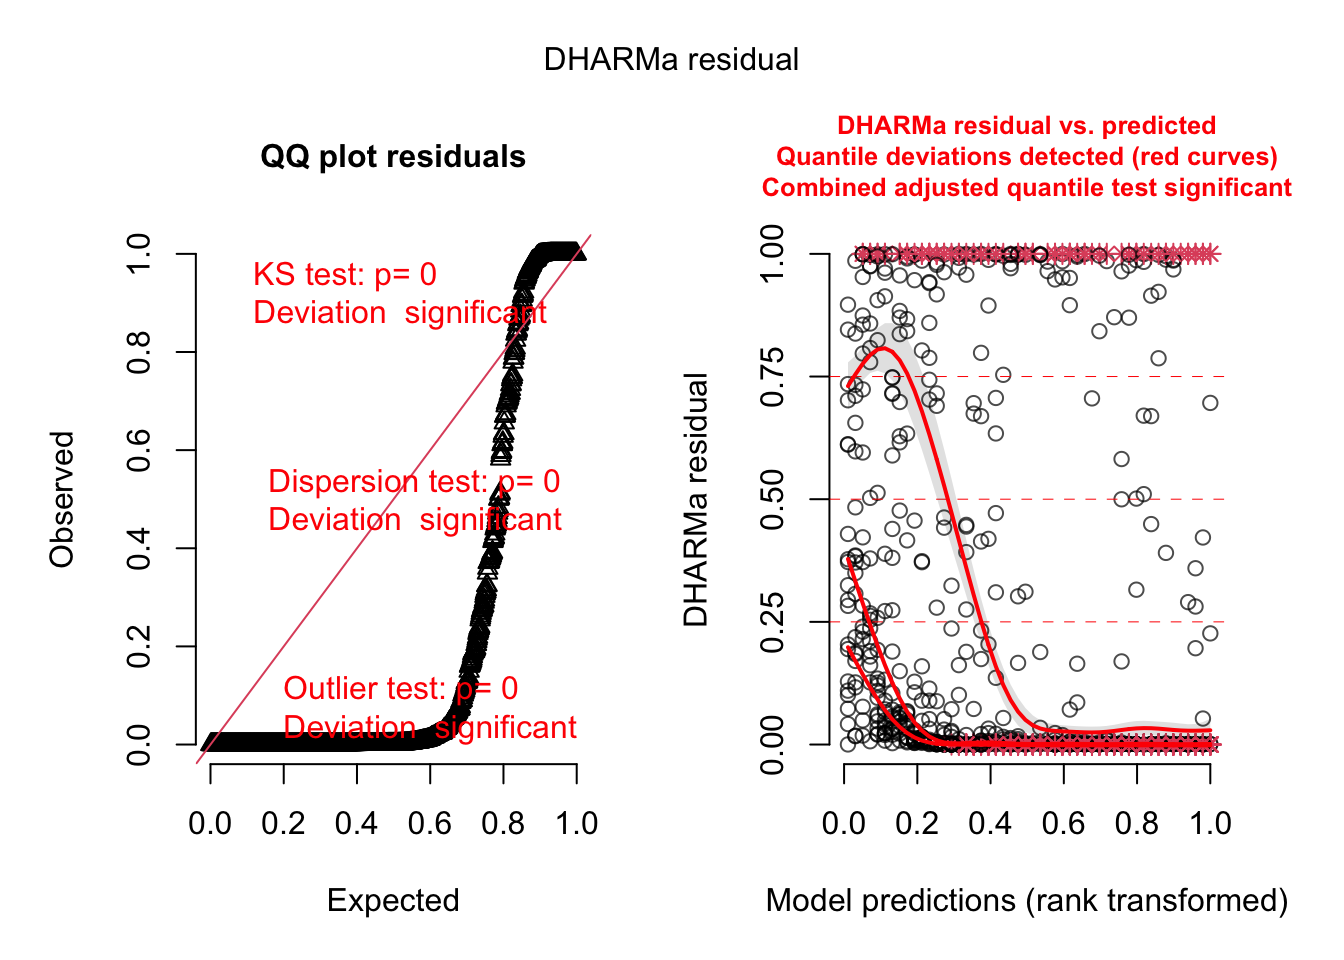 DHARMa residual
QQ plot residuals
KS test: p= 0
Deviation  significant
Dispersion test: p= 0
Deviation  significant
Outlier test: p= 0
Deviation  significant
Observed
0.0 0.2 0.4 0.6 0.8 1.0
0.0 0.2 0.4 0.6 0.8 1.0
Expected
DHARMa residual vs. predicted
Quantile deviations detected (red curves)
Combined adjusted quantile test significant
DHARMa residual
0.00 0.25 0.50 0.75 1.00
0.0 0.2 0.4 0.6 0.8 1.0
Model predictions (rank transformed)